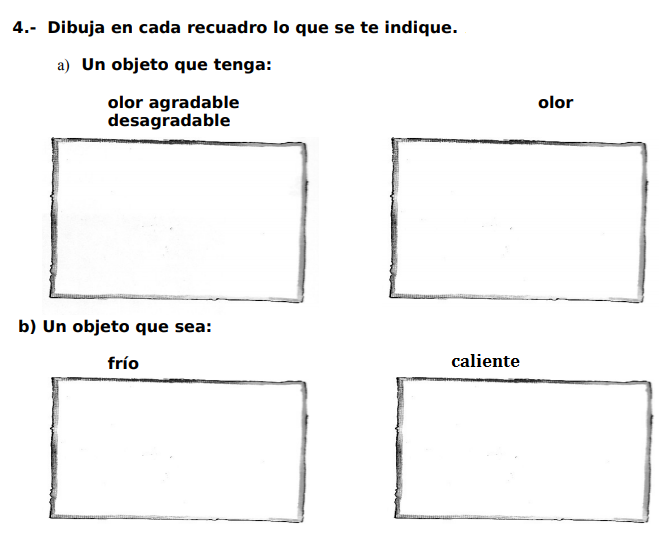 4.- Dibuja en cada recuadro lo que se te indique.
a) Un objeto que tenga:
olor agradable olor
desagradable
b) Un objeto que sea:
frío caliente